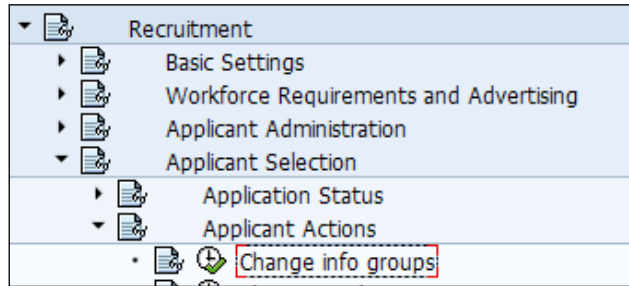 Recruitment
Basic Settings
Workforce Requirements and Advertising
Applicant Administration
Applicant Selection
Application Status
Applicant Actions
Change info groups